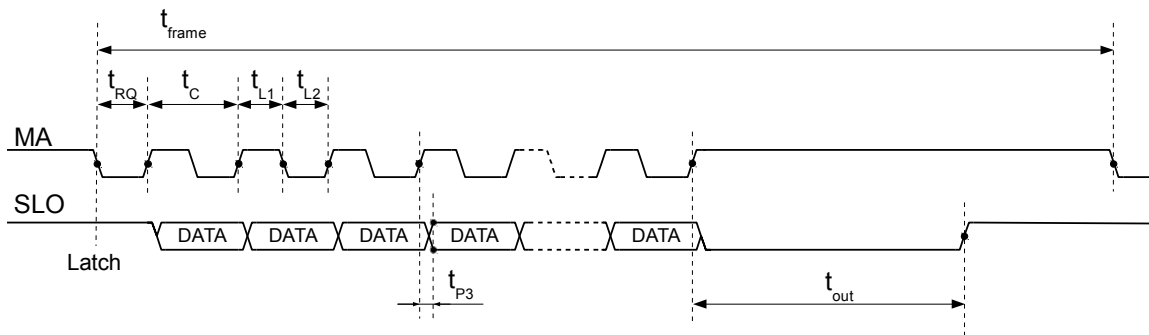 t_frame
t_RQ t_C t_L1 t_L2
MA
SLO
DATA DATA DATA DATA DATA
Latch
t_P3 t_out